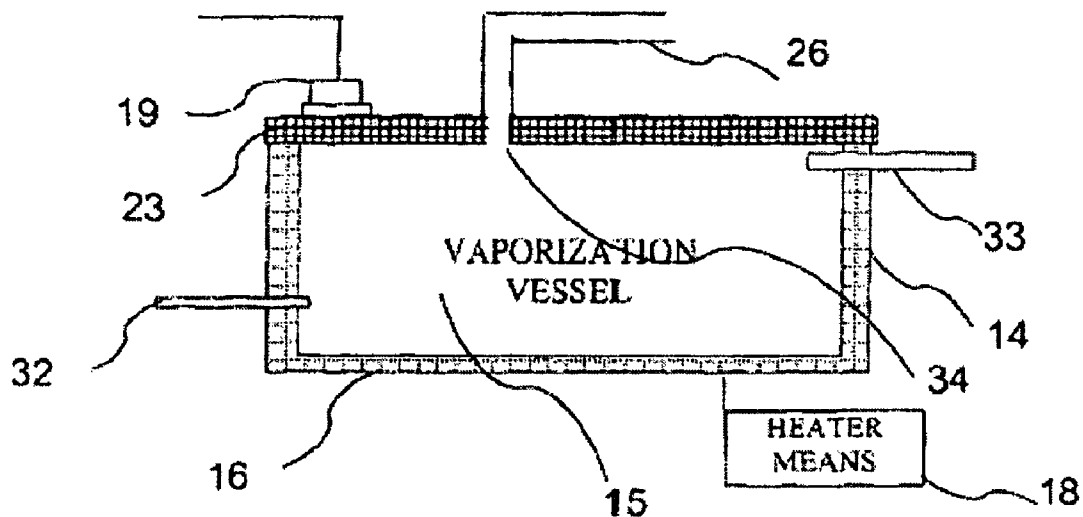 26
19
23
33
VAPORIZATION
VESSEL
14
32
34
HEATER
MEANS
16
15
18